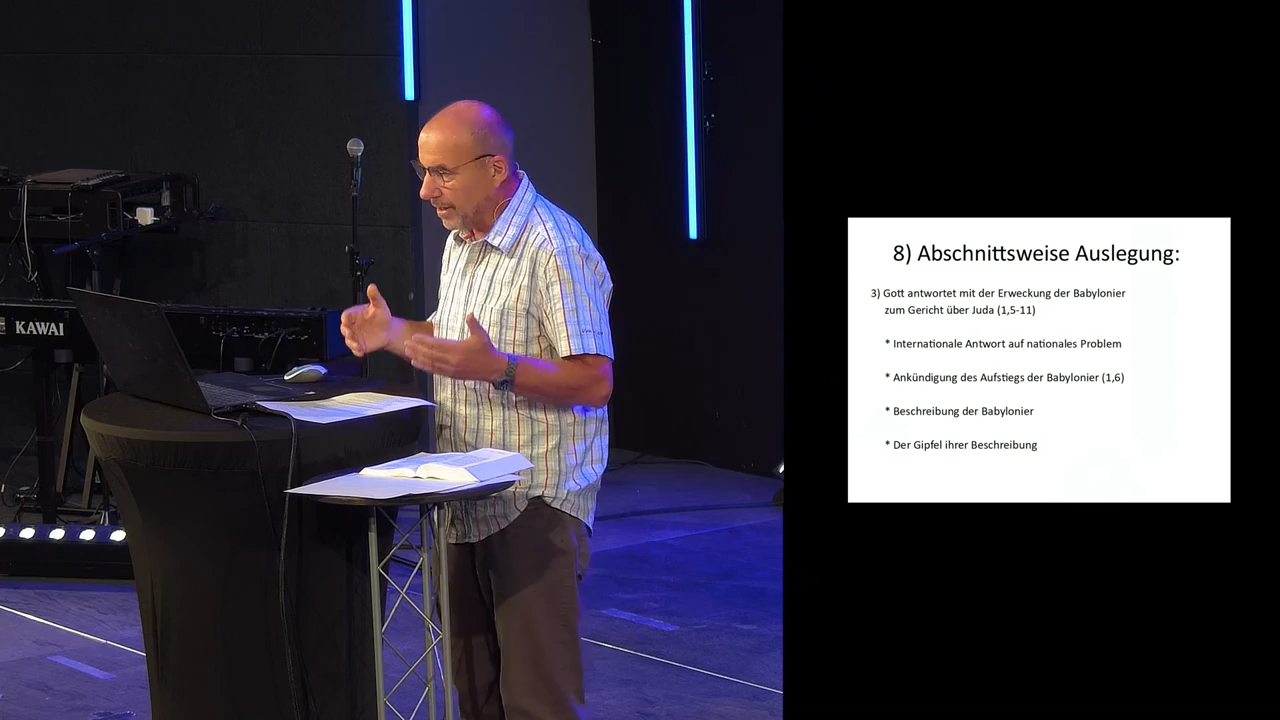 KAWAI
8) Abschnittsweise Auslegung:
3) Gott antwortet mit der Erweckung der Babylonier
zum Gericht über Juda (1,5-11)
* Internationale Antwort auf nationales Problem
* Ankündigung des Aufstiegs der Babylonier (1,6)
* Beschreibung der Babylonier
* Der Gipfel ihrer Beschreibung